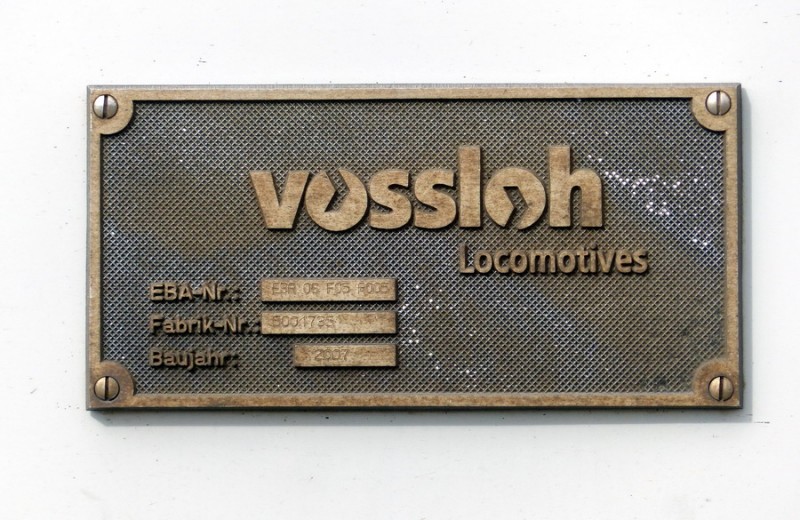 vossloh
Locomotives
EBA-Nr.:
Fabrik-Nr.:
Baujahr: 2007